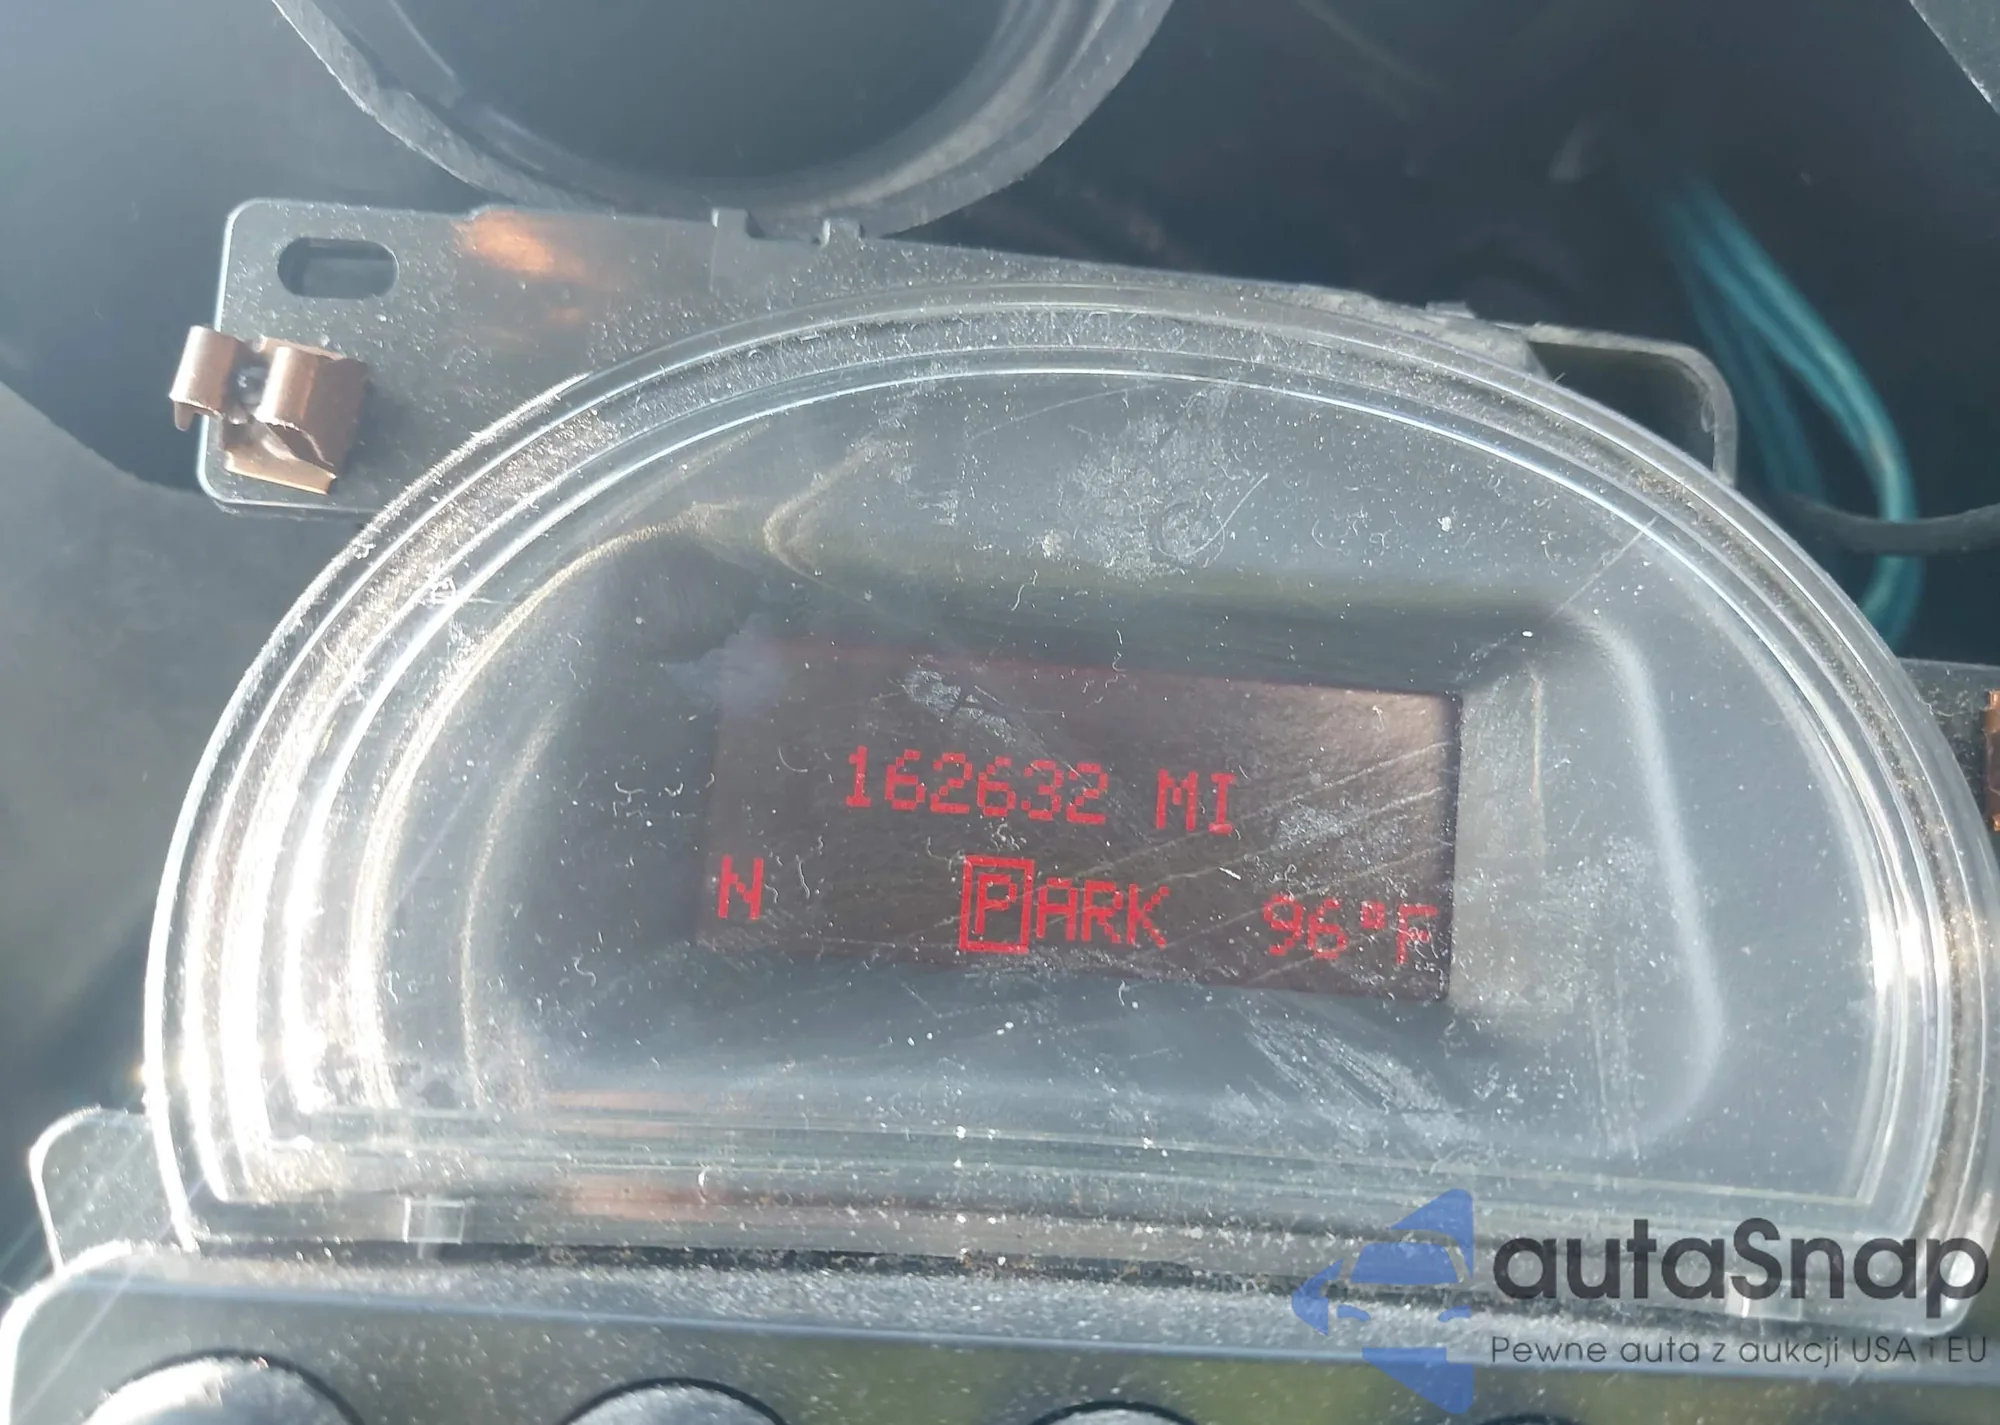 162632 MI
N PARK 96°F
autaSnap
Pewne auta z aukcji USA i EU